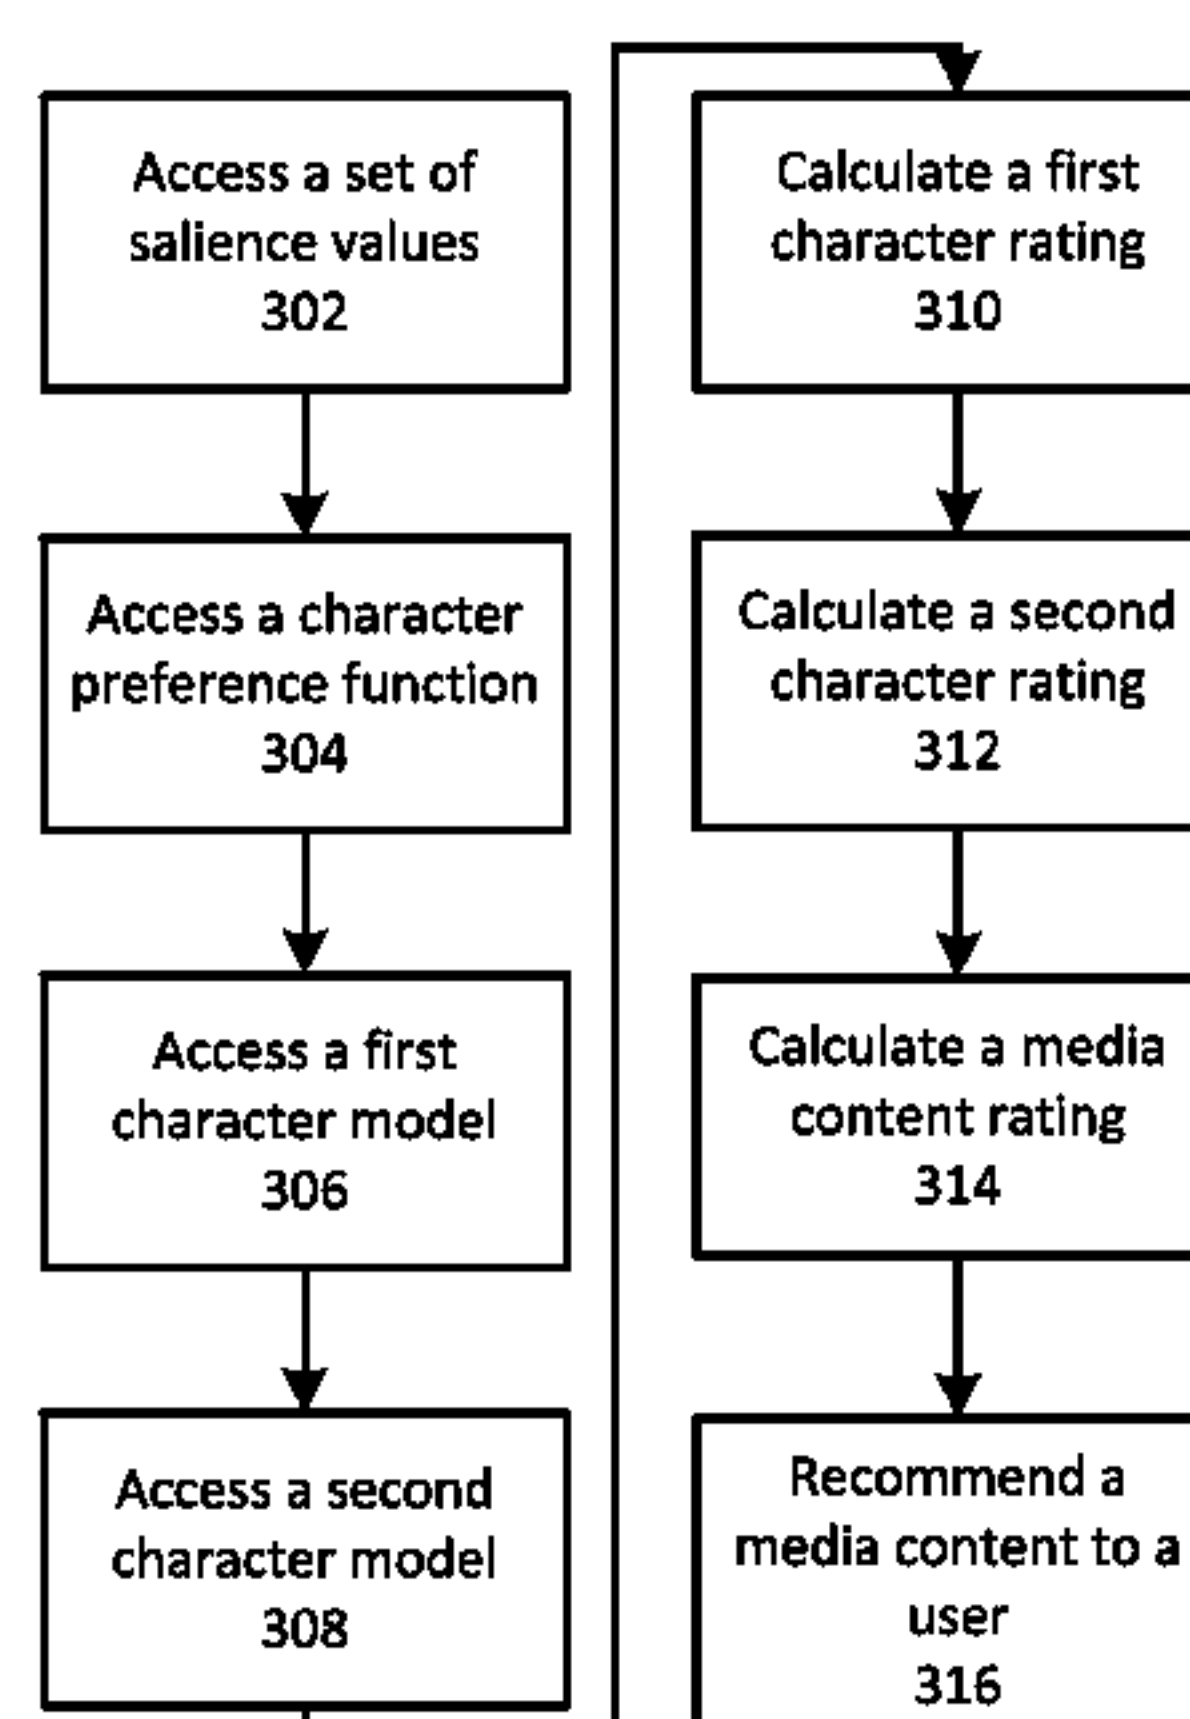 Access a set of
salience values
302
Access a character
preference function
304
Access a first
character model
306
Access a second
character model
308
Calculate a first
character rating
310
Calculate a second
character rating
312
Calculate a media
content rating
314
Recommend a
media content to a
user
316